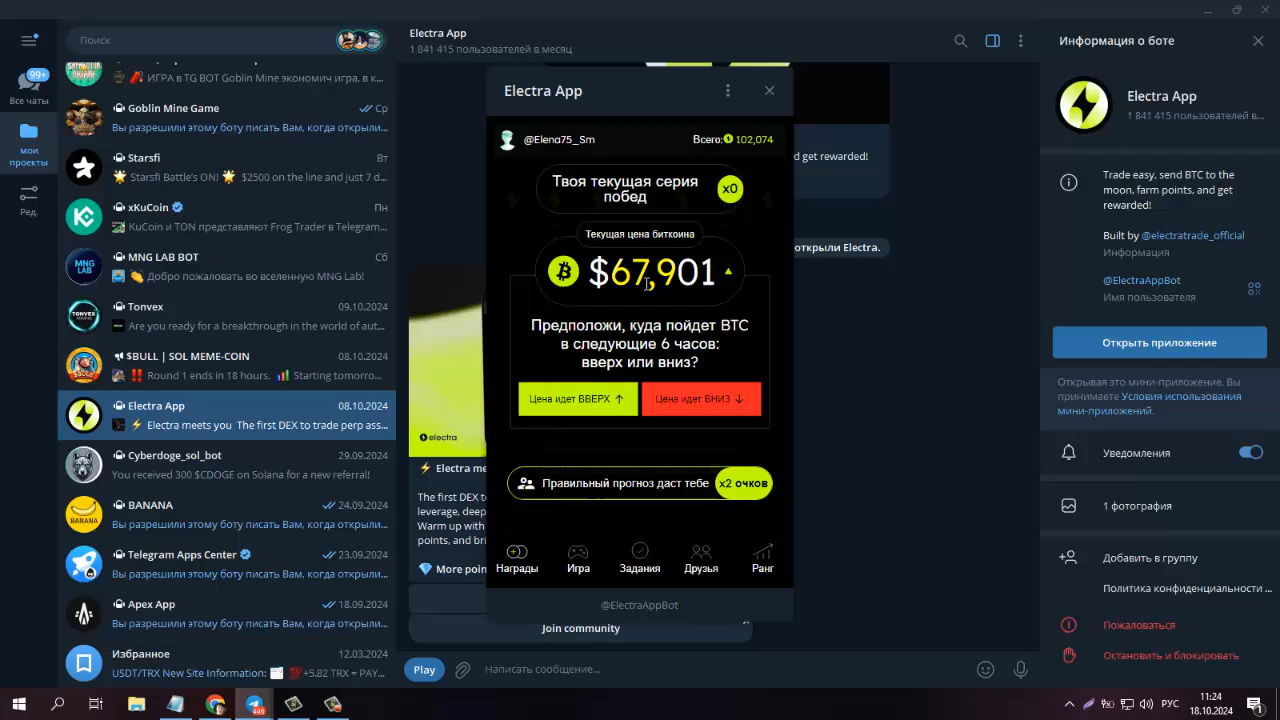 Поиск
99+
Все чаты
мои
проекты
Ред.
ИГРА в TG BOT Goblin Mine экономич игра, в к...
Goblin Mine Game
Ср
Вы разрешили этому боту писать Вам, когда открыли...
Starsfi
Вт
Starsfi Battle's ON! $2500 on the line and just 7 d...
xKuCoin
Пн
KuCoin и TON представляют Frog Trader в Telegram...
MNG LAB BOT
Сб
Добро пожаловать во вселенную MNG Lab!
Tonvex
09.10.2024
Are you ready for a breakthrough in the world of aut...
$BULL | SOL MEME-COIN
08.10.2024
Round 1 ends in 18 hours. Starting tomorro...
Electra App
08.10.2024
Electra meets you The first DEX to trade perp ass...
Cyberdoge_sol_bot
29.09.2024
You received 300 $CDOGE on Solana for a new referral!
BANANA
24.09.2024
Вы разрешили этому боту писать Вам, когда открыли...
Telegram Apps Center
23.09.2024
Вы разрешили этому боту писать Вам, когда открыли...
Apex App
18.09.2024
Вы разрешили этому боту писать Вам, когда открыли...
Избранное
12.03.2024
USDT/TRX New Site Information: +5.82 TRX = PAY...
Electra App
1 841 415 пользователей в месяц
d get rewarded!
открыли Electra.
electra
Electra me
The first DEX t
leverage, deep
Warm up with
points, and bri
More poin
Join community
Play
Написать сообщение...
Electra App
@Elena75_Sm
Всего: 102,074
Твоя текущая серия
побед
x0
Текущая цена биткоина
$67,901
Предположи, куда пойдет BTC
в следующие 6 часов:
вверх или вниз?
Цена идет ВВЕРХ ↑
Цена идет ВНИЗ ↓
Правильный прогноз даст тебе
x2 очков
Награды
Игра
Задания
Друзья
Ранг
@ElectraAppBot
Информация о боте
Electra App
1 841 415 пользователей в...
Trade easy, send BTC to the
moon, farm points, and get
rewarded!
Built by @electratrade_official
Информация
@ElectraAppBot
Имя пользователя
Открыть приложение
Открывая это мини-приложение, Вы
принимаете Условия использования
мини-приложений.
Уведомления
1 фотография
Добавить в группу
Политика конфиденциальности ...
Пожаловаться
Остановить и блокировать
446
РУС
11:24
18.10.2024
1